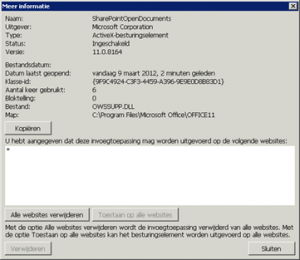 Meer informatie
Naam: SharePointOpenDocuments
Uitgever: Microsoft Corporation
Type: ActiveX-besturingselement
Status: Ingeschakeld
Versie: 11.0.8164
Bestandsdatum:
Datum laatst geopend: vandaag 9 maart 2012, 2 minuten geleden
Klasse-id: {9F9C4924-C3F3-4459-A396-9E9E0D8B83D1}
Aantal keer gebruikt: 6
Bloktelling: 0
Bestand: OWSSUPP.DLL
Map: C:\Program Files\Microsoft Office\OFFICE11
Kopiëren
U hebt aangegeven dat deze invoegtoepassing mag worden uitgevoerd op de volgende websites:
*
Alle websites verwijderen Toestaan op alle websites
Met de optie Alle websites verwijderen wordt de invoegtoepassing verwijderd van alle websites. Met
de optie Toestaan op alle websites kan het besturingselement worden uitgevoerd op alle websites.
Verwijderen Sluiten